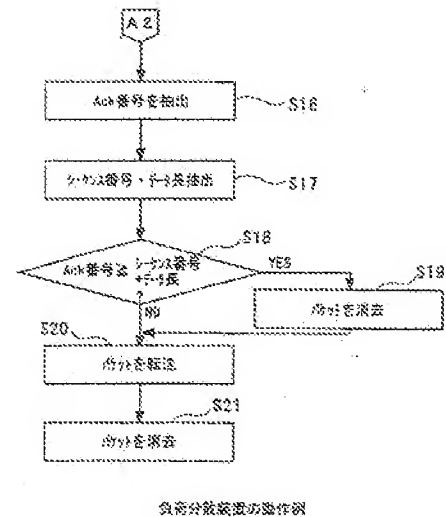 A2
Ack番号を抽出
S16
シーケンス番号・データ長抽出
S17
S18
Ack番号≧ シーケンス番号
+データ長
?
YES
S19
パケットを消去
NO
S20
パケットを転送
S21
パケットを消去
負荷分散装置の動作例